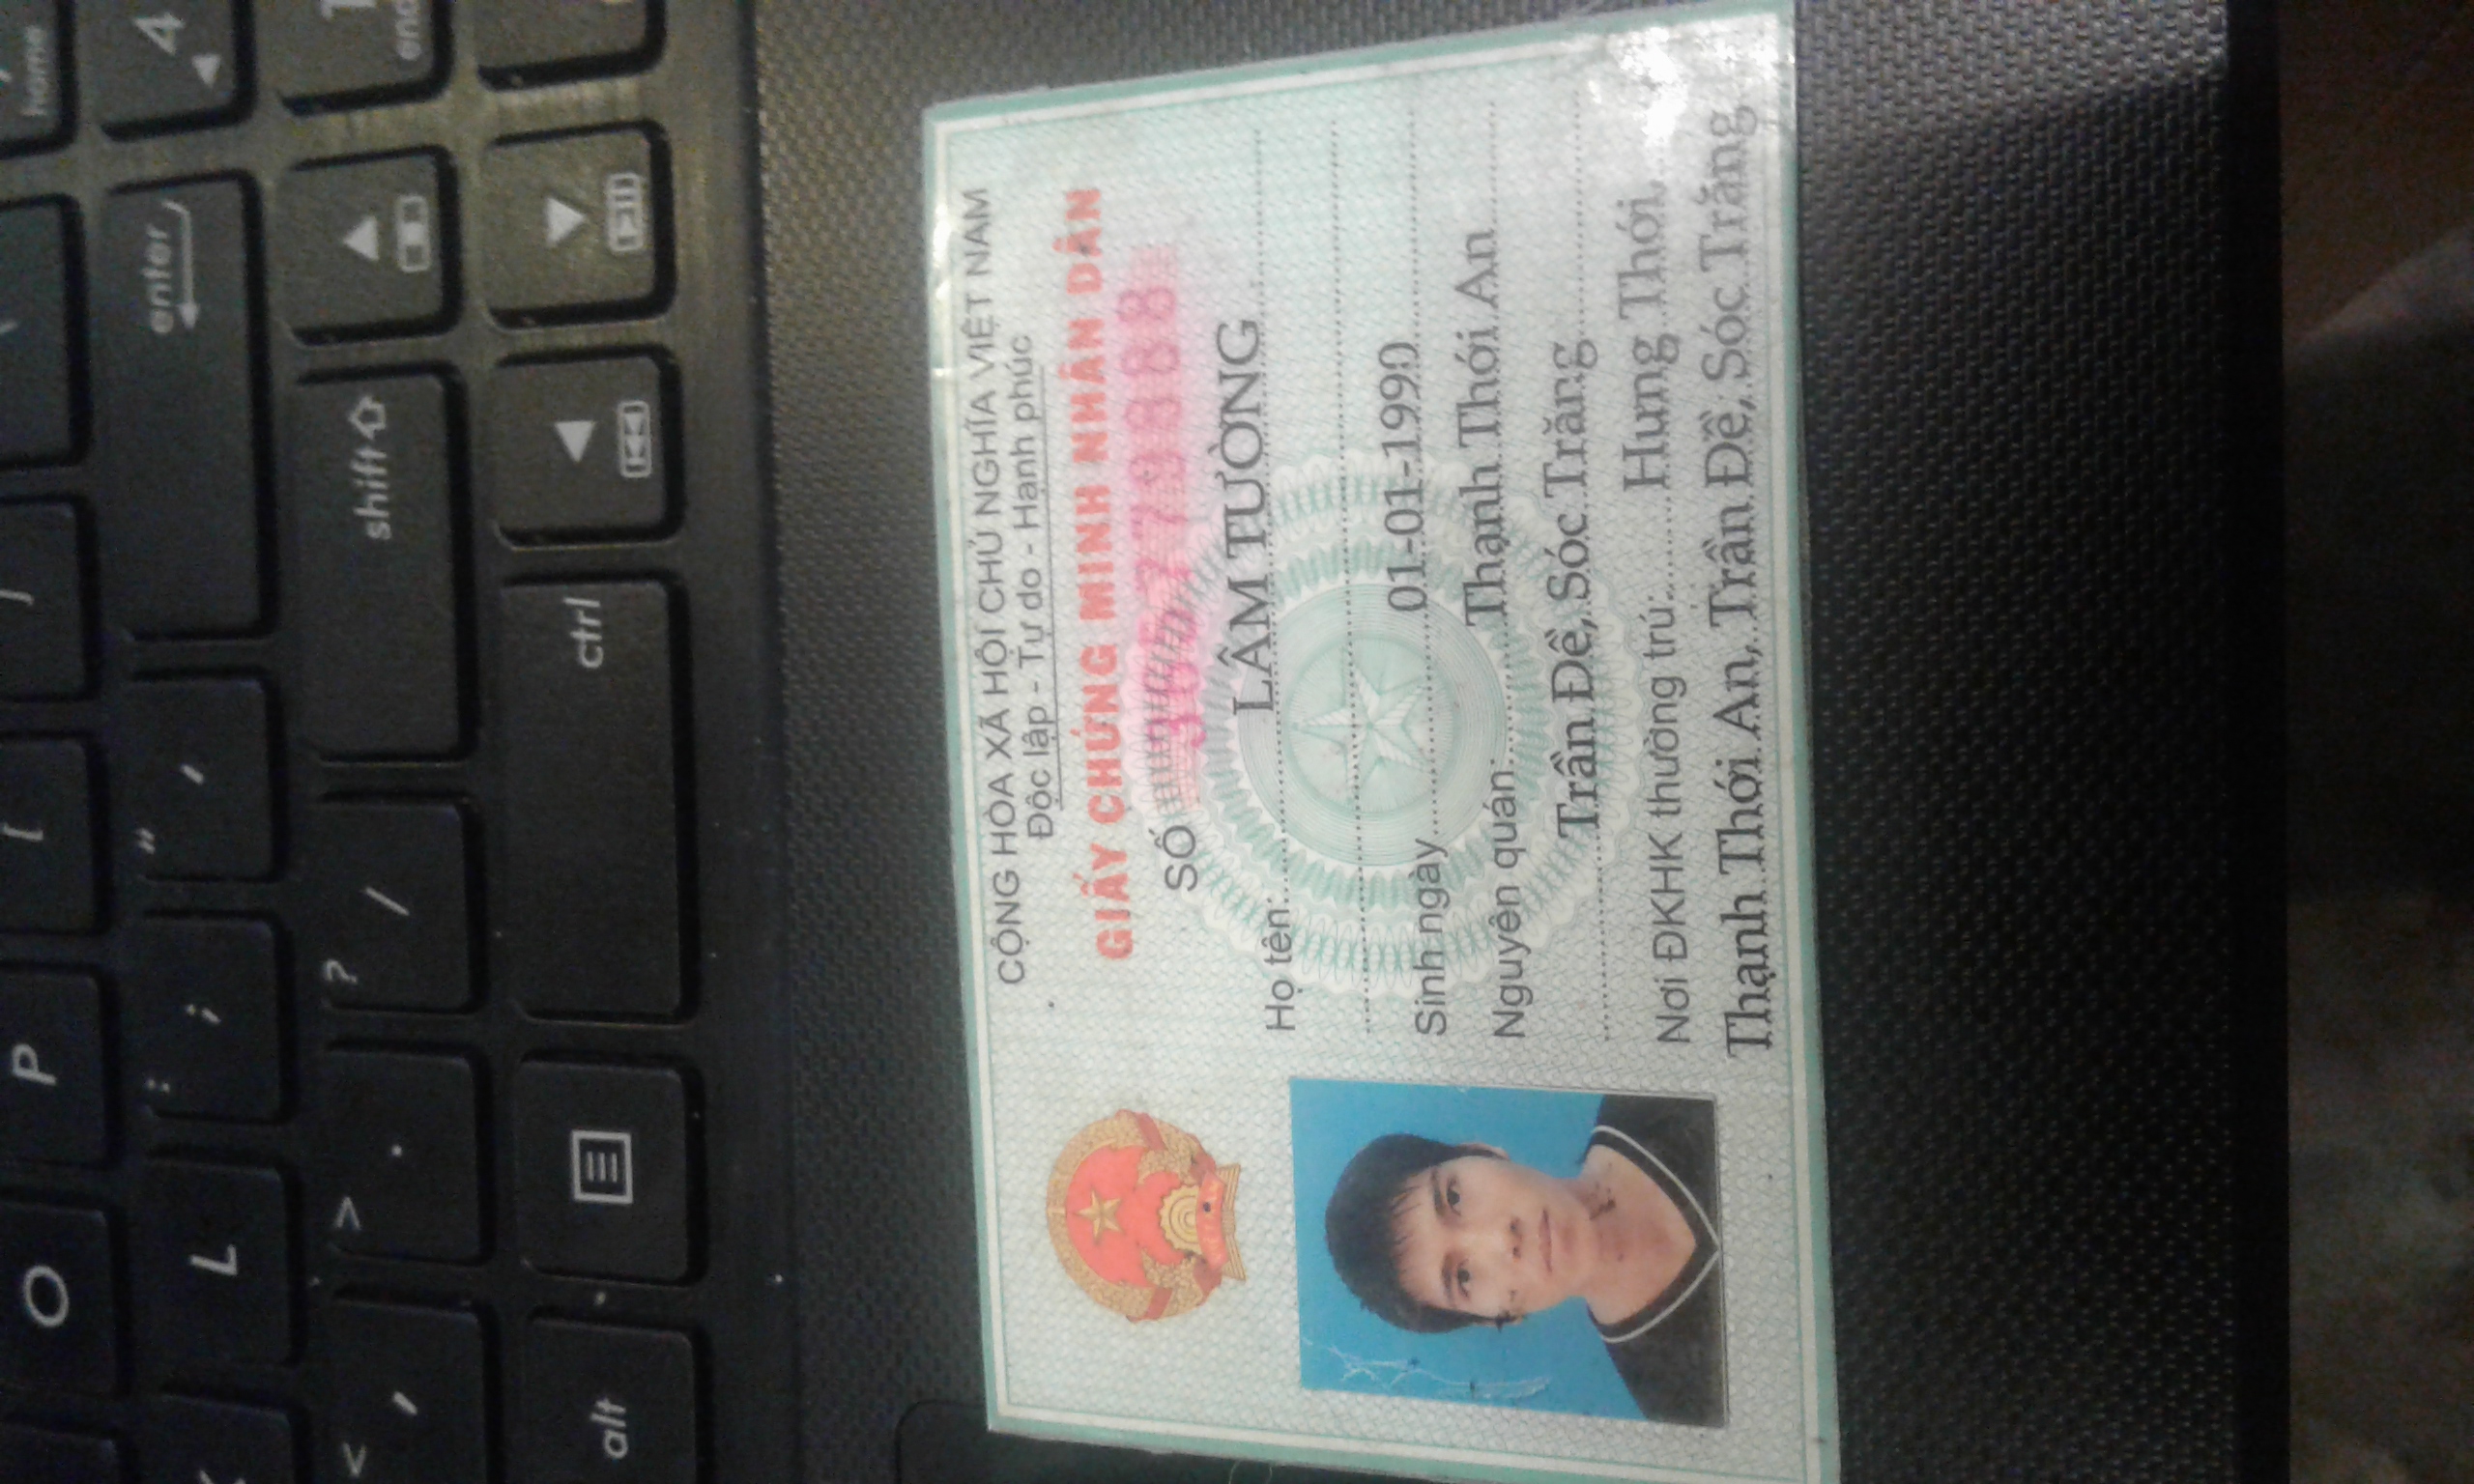 O P [ ] \ home
L : ; " ' enter 4
< , > . ? / shift
alt ctrl
CỘNG HÒA XÃ HỘI CHỦ NGHĨA VIỆT NAM
Độc lập - Tự do - Hạnh phúc
GIẤY CHỨNG MINH NHÂN DÂN
SỐ
Họ tên: LÂM TƯỜNG
Sinh ngày 01-01-1990
Nguyên quán: Thạnh Thới An
Trần Đề, Sóc Trăng
Nơi ĐKHK thường trú: Hưng Thới,
Thạnh Thới An, Trần Đề, Sóc Trăng